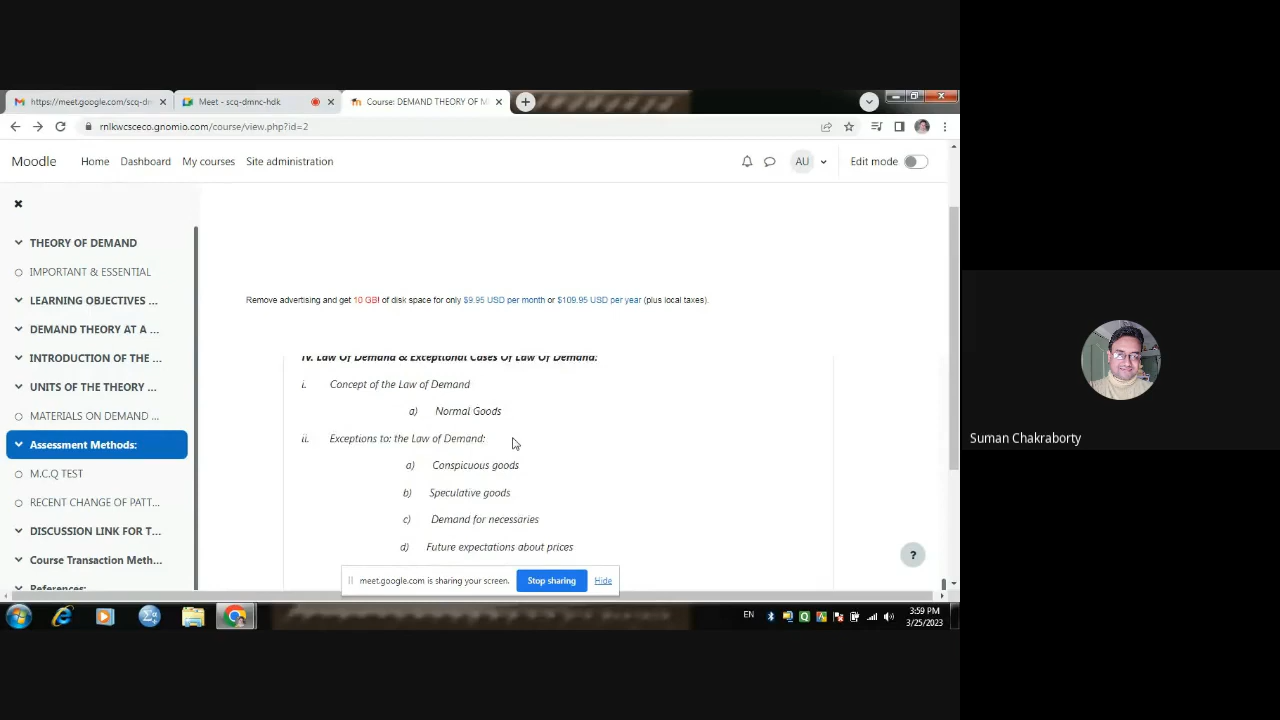 https://meet.google.com/scq-dm
Meet - scq-dmnc-hdk
Course: DEMAND THEORY OF M
rnlkwcsceco.gnomio.com/course/view.php?id=2
Moodle Home Dashboard My courses Site administration AU Edit mode
THEORY OF DEMAND
IMPORTANT & ESSENTIAL
LEARNING OBJECTIVES ...
DEMAND THEORY AT A ...
INTRODUCTION OF THE ...
UNITS OF THE THEORY ...
MATERIALS ON DEMAND ...
Assessment Methods:
M.C.Q TEST
RECENT CHANGE OF PATT...
DISCUSSION LINK FOR T...
Course Transaction Meth...
References:
Remove advertising and get 10 GB! of disk space for only $9.95 USD per month or $109.95 USD per year (plus local taxes).
iv. Law Of Demand & Exceptional Cases Of Law Of Demand:
i. Concept of the Law of Demand
a) Normal Goods
ii. Exceptions to: the Law of Demand:
a) Conspicuous goods
b) Speculative goods
c) Demand for necessaries
d) Future expectations about prices
?
meet.google.com is sharing your screen. Stop sharing Hide
EN
3:59 PM
3/25/2023
Suman Chakraborty